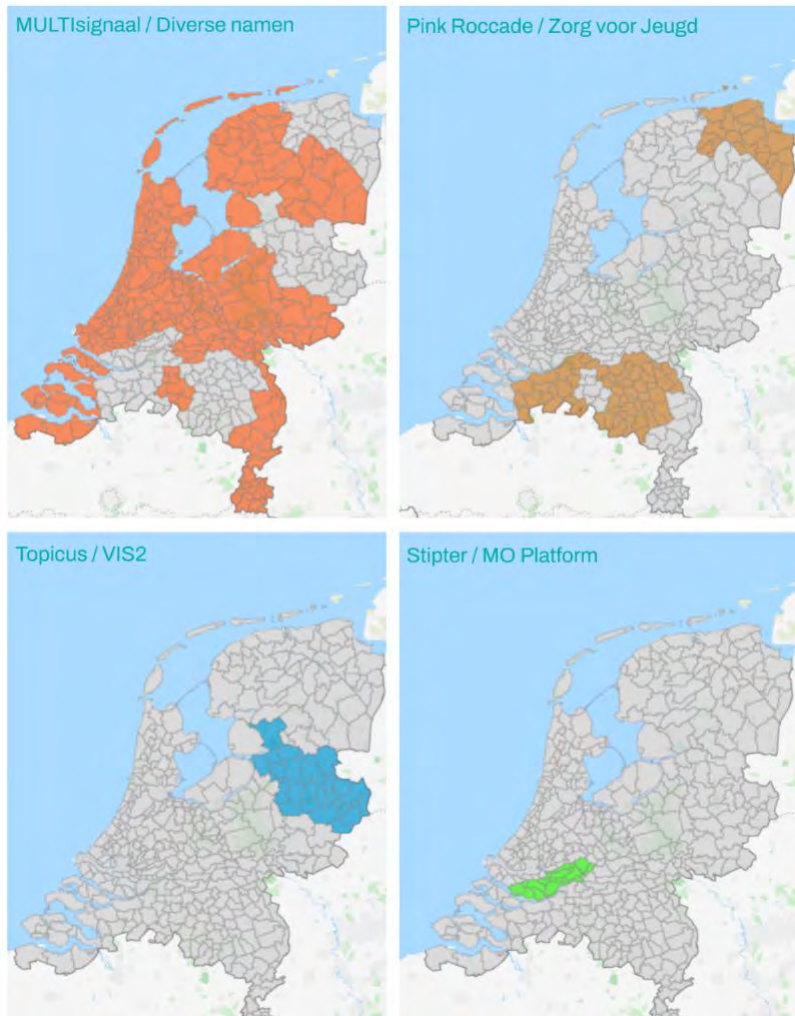 MULTIsignaal / Diverse namen
Pink Roccade / Zorg voor Jeugd
Topicus / VIS2
Stipter / MO Platform